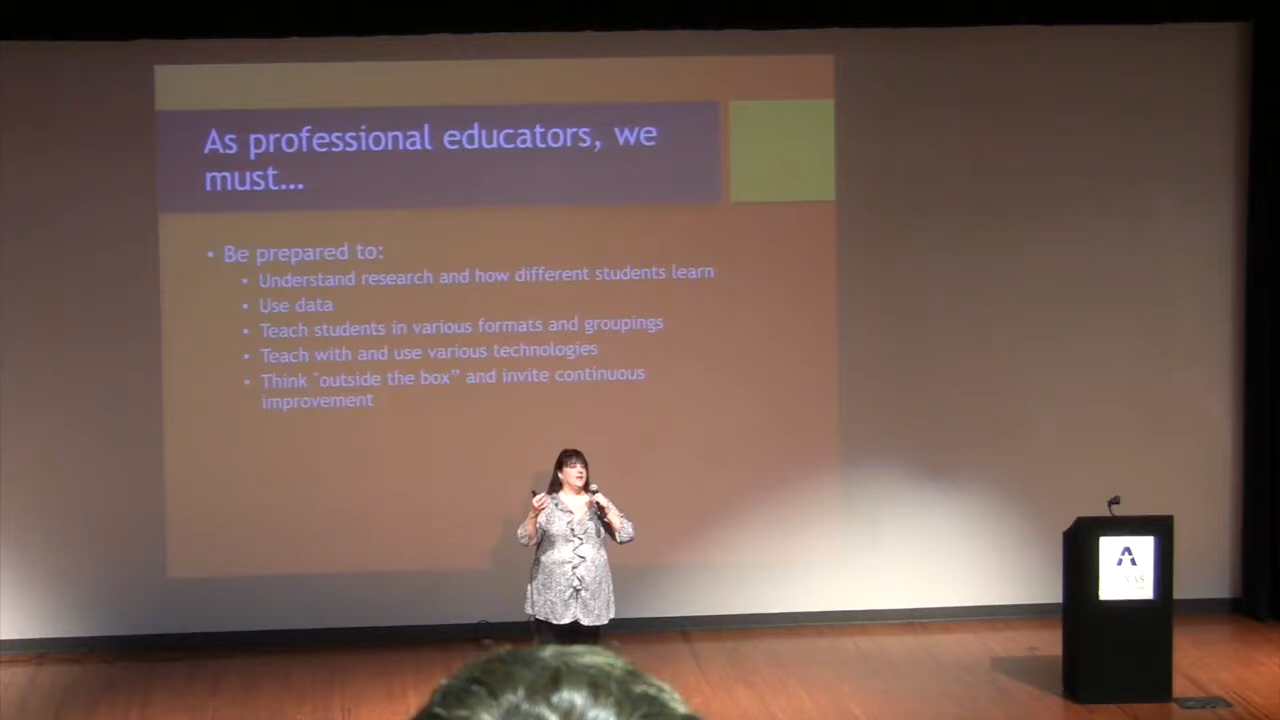 As professional educators, we
must...
• Be prepared to:
• Understand research and how different students learn
• Use data
• Teach students in various formats and groupings
• Teach with and use various technologies
• Think "outside the box” and invite continuous
improvement
A